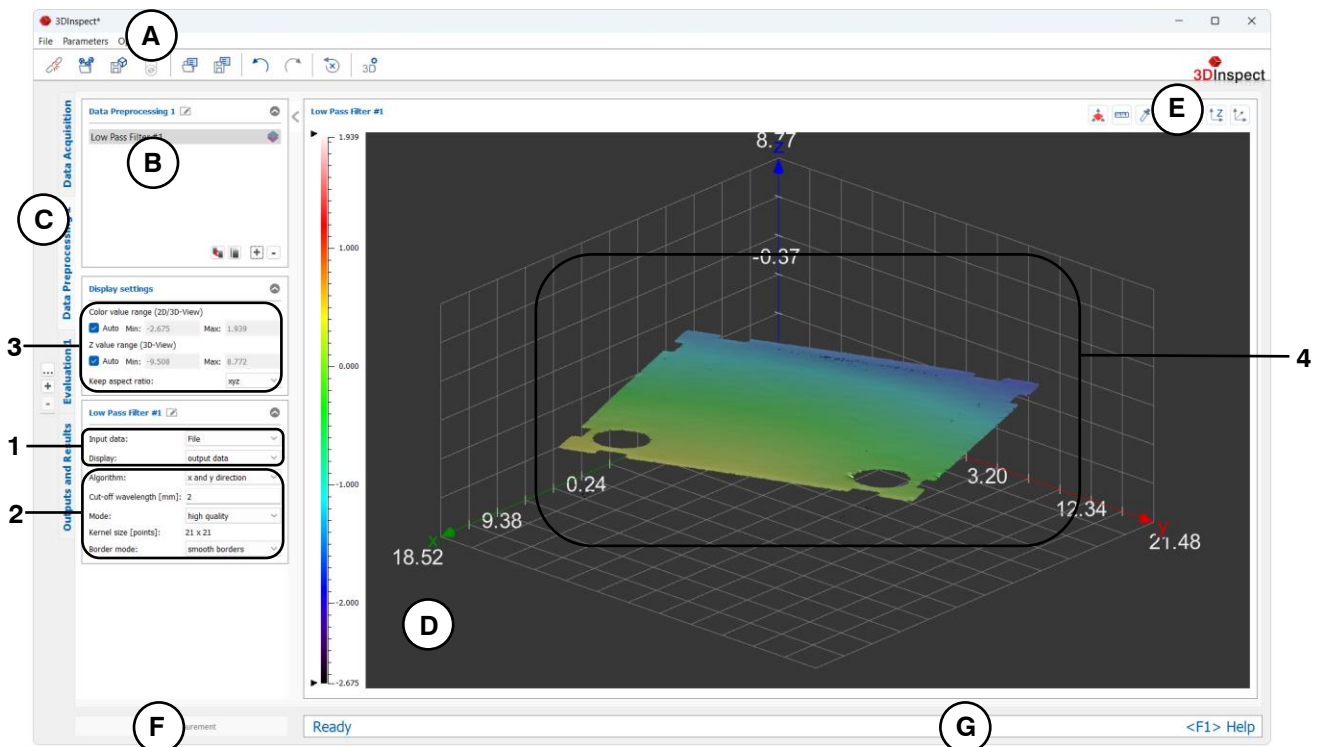 3DInspect*
File Parameters
A
3D
3DInspect
Data Acquisition
Data Preprocessing 1
Evaluation 1
Outputs and Results
C
...
+
-
Data Preprocessing 1
Low Pass Filter #1
B
+ -
Display settings
Color value range (2D/3D-View)
Auto Min: -2.675 Max: 1.939
Z value range (3D-View)
Auto Min: -9.508 Max: 8.772
Keep aspect ratio: xyz
3
Low Pass Filter #1
Input data: File
Display: output data
1
Algorithm: x and y direction
Cut-off wavelength [mm]: 2
Mode: high quality
Kernel size [points]: 21 x 21
Border mode: smooth borders
2
Low Pass Filter #1
E
Z
1.939
1.000
0.000
-1.000
-2.000
-2.675
8.77
z
-0.37
4
0.24
9.38
x
18.52
3.20
12.34
y
21.48
D
F
Ready
G
<F1> Help